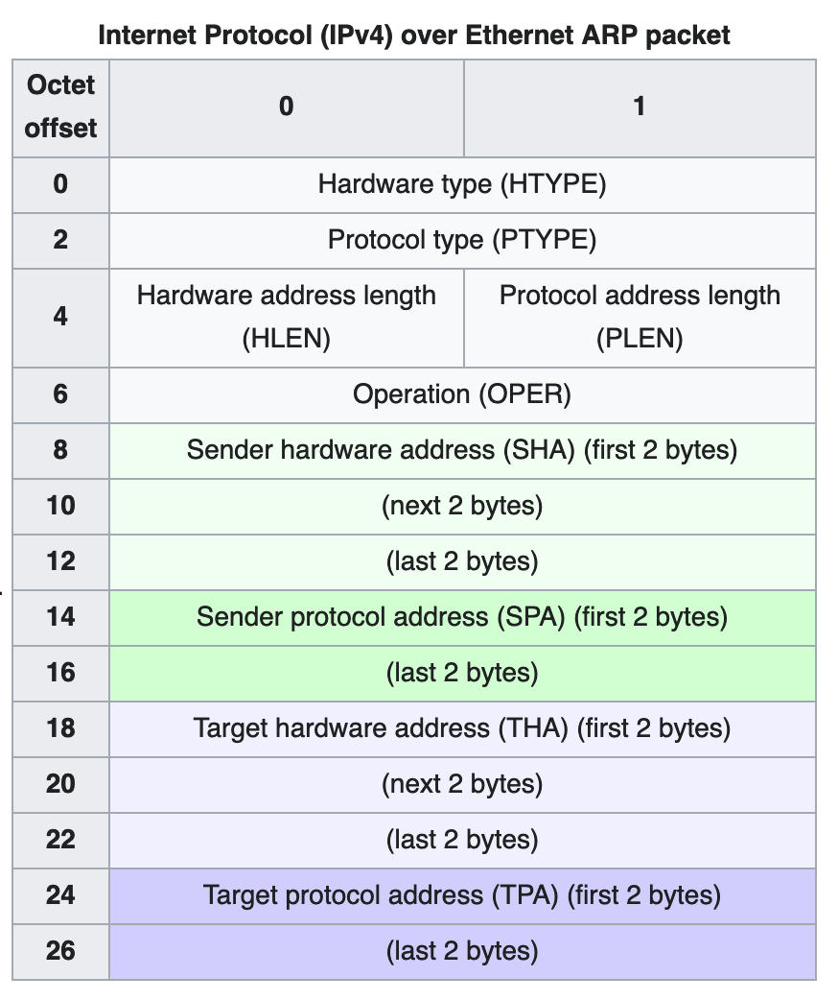 Internet Protocol (IPv4) over Ethernet ARP packet
Octet offset 0 1
0 Hardware type (HTYPE)
2 Protocol type (PTYPE)
4 Hardware address length (HLEN) Protocol address length (PLEN)
6 Operation (OPER)
8 Sender hardware address (SHA) (first 2 bytes)
10 (next 2 bytes)
12 (last 2 bytes)
14 Sender protocol address (SPA) (first 2 bytes)
16 (last 2 bytes)
18 Target hardware address (THA) (first 2 bytes)
20 (next 2 bytes)
22 (last 2 bytes)
24 Target protocol address (TPA) (first 2 bytes)
26 (last 2 bytes)